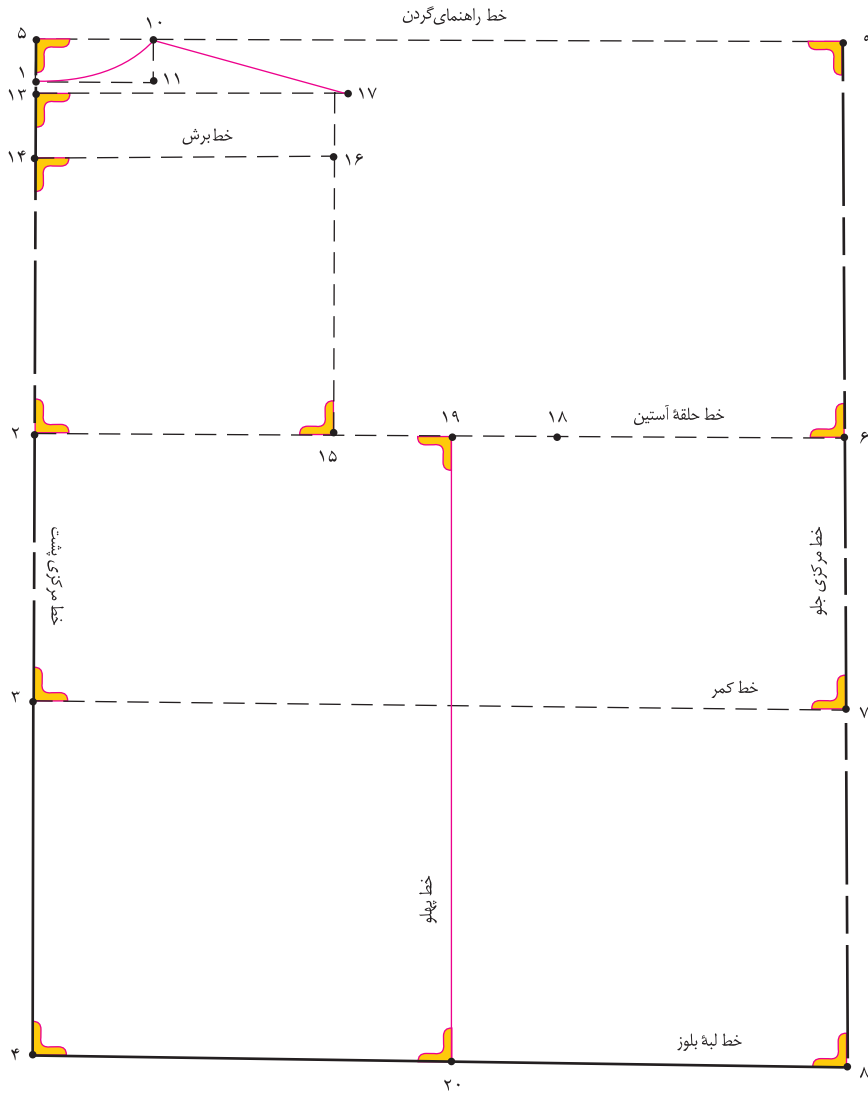 خط راهنمای گردن
۱۰
۵
۹
۱
۱۱
۱۳
۱۷
خط برش
۱۴
۱۶
خط حلقهٔ آستین
۱۹
۱۸
۲
۶
۱۵
خط مرکزی پشت
خط مرکزی جلو
خط کمر
۳
۷
خط پهلو
خط لبهٔ بلوز
۴
۸
۲۰